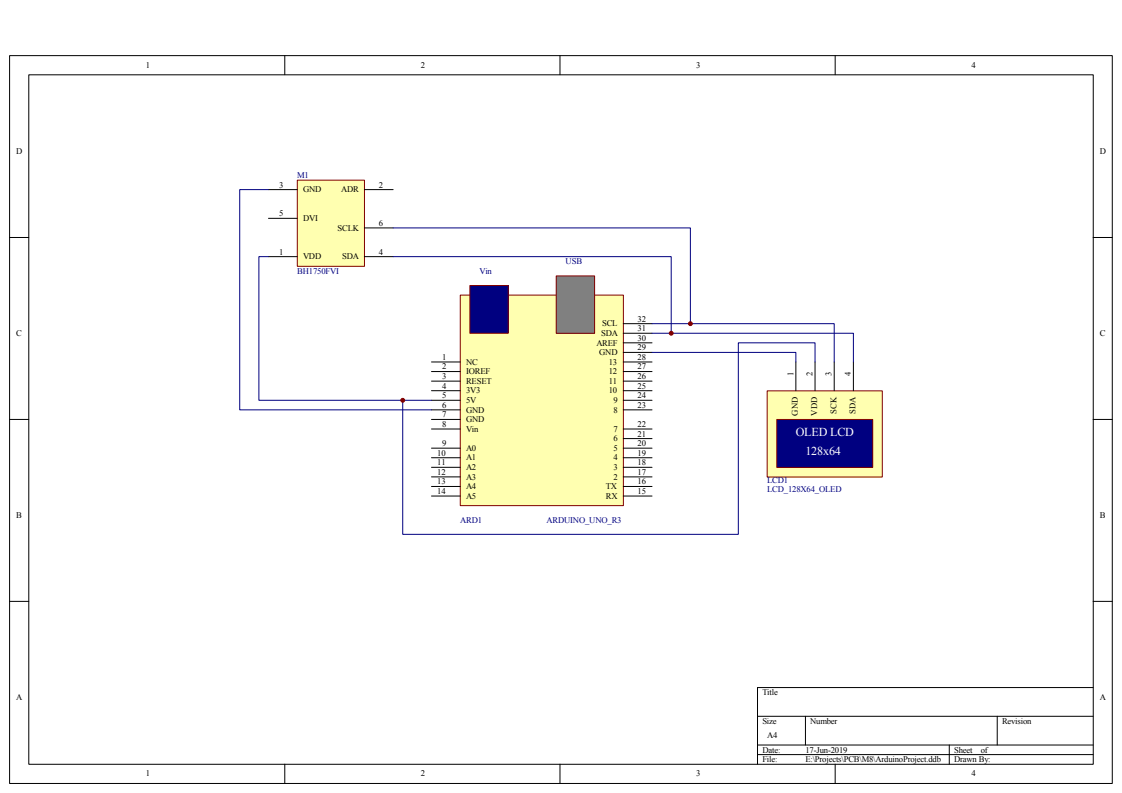 1 2 3 4
D D
M1
3 GND ADR 2
5 DVI
SCLK 6
1 VDD SDA 4
BH1750FVI
USB
Vin
C C
SCL 32
SDA 31
AREF 30
GND 29
1 NC 13 28
2 IOREF 12 27
3 RESET 11 26
4 3V3 10 25
5 5V 9 24
6 GND 8 23
7 GND
8 Vin 7 22
6 21
9 A0 5 20
10 A1 4 19
11 A2 3 18
12 A3 2 17
13 A4 TX 16
14 A5 RX 15
ARD1 ARDUINO_UNO_R3
1 2 3 4
GND VDD SCK SDA
OLED LCD
128x64
LCD1
LCD_128X64_OLED
B B
A A
Title
Size Number Revision
A4
Date: 17-Jun-2019 Sheet of
File: E:\Projects\PCB\M8\ArduinoProject.ddb Drawn By:
1 2 3 4